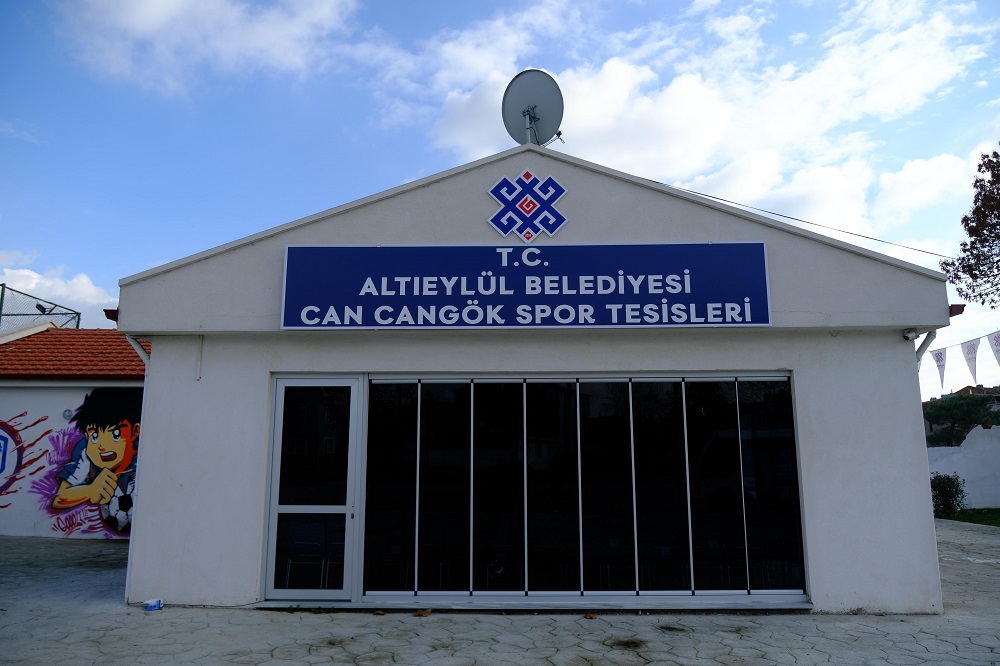 T.C.
ALTIEYLÜL BELEDİYESİ
CAN CANGÖK SPOR TESİSLERİ